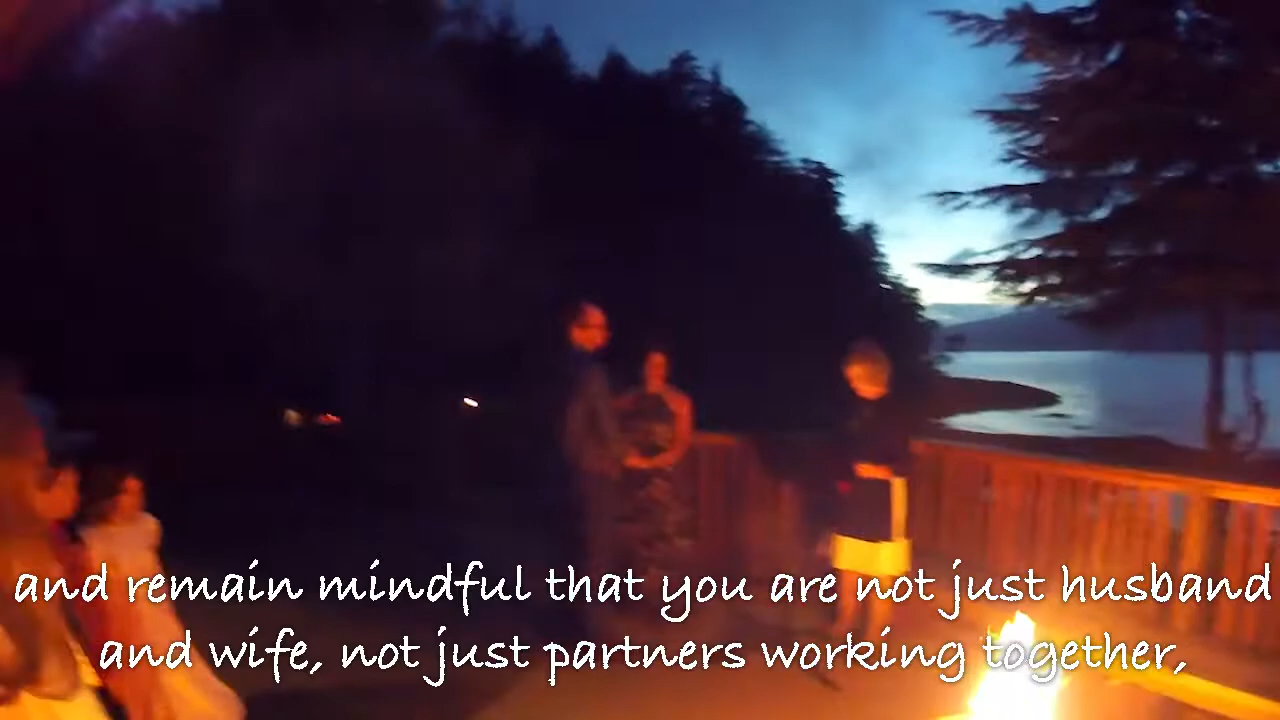 and remain mindful that you are not just husband
and wife, not just partners working together,